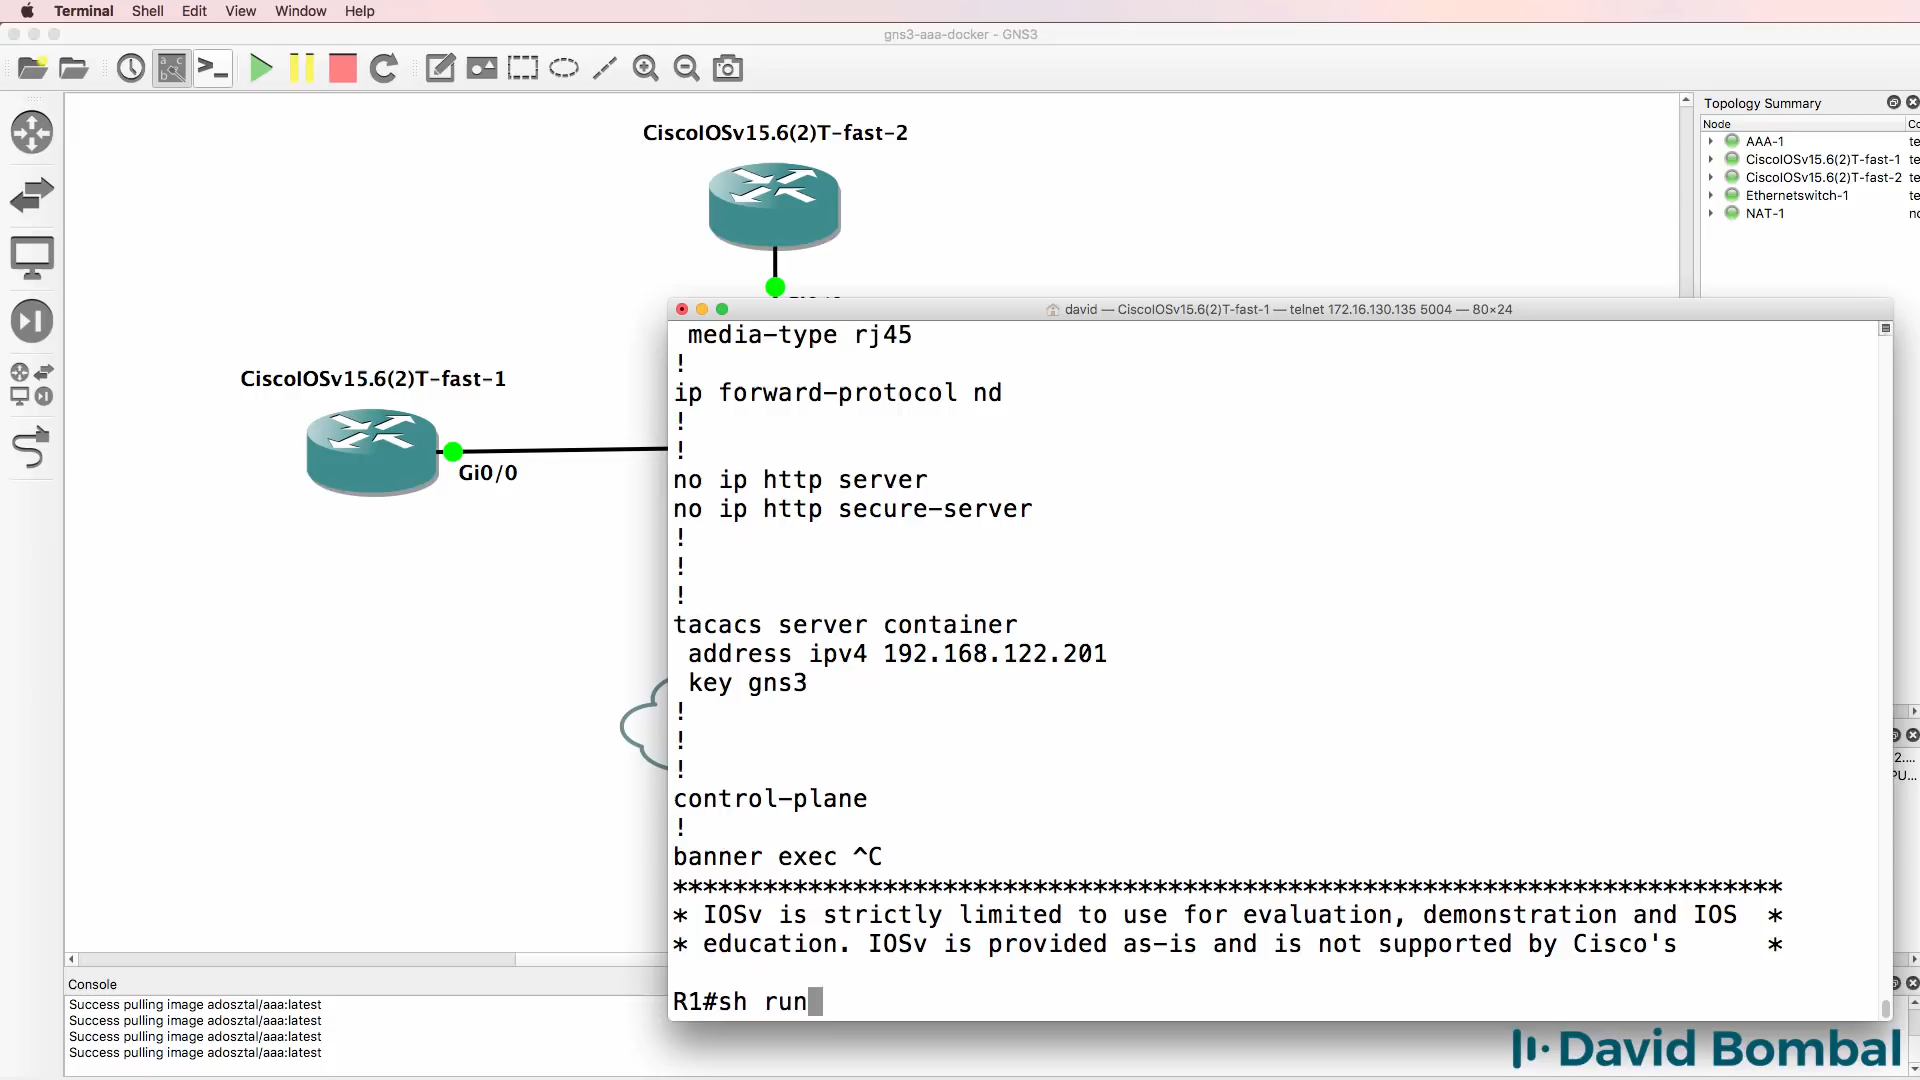 Terminal Shell Edit View Window Help
gns3-aaa-docker - GNS3
CiscoIOSv15.6(2)T-fast-2
CiscoIOSv15.6(2)T-fast-1
Gi0/0
Topology Summary
Node
AAA-1
CiscoIOSv15.6(2)T-fast-1
CiscoIOSv15.6(2)T-fast-2
Ethernetswitch-1
NAT-1
david — CiscoIOSv15.6(2)T-fast-1 — telnet 172.16.130.135 5004 — 80×24
media-type rj45
!
ip forward-protocol nd
!
!
no ip http server
no ip http secure-server
!
!
!
tacacs server container
address ipv4 192.168.122.201
key gns3
!
!
!
control-plane
!
banner exec ^C
**************************************************************************
* IOSv is strictly limited to use for evaluation, demonstration and IOS *
* education. IOSv is provided as-is and is not supported by Cisco's *
R1#sh run
Console
Success pulling image adosztal/aaa:latest
Success pulling image adosztal/aaa:latest
Success pulling image adosztal/aaa:latest
Success pulling image adosztal/aaa:latest
David Bombal